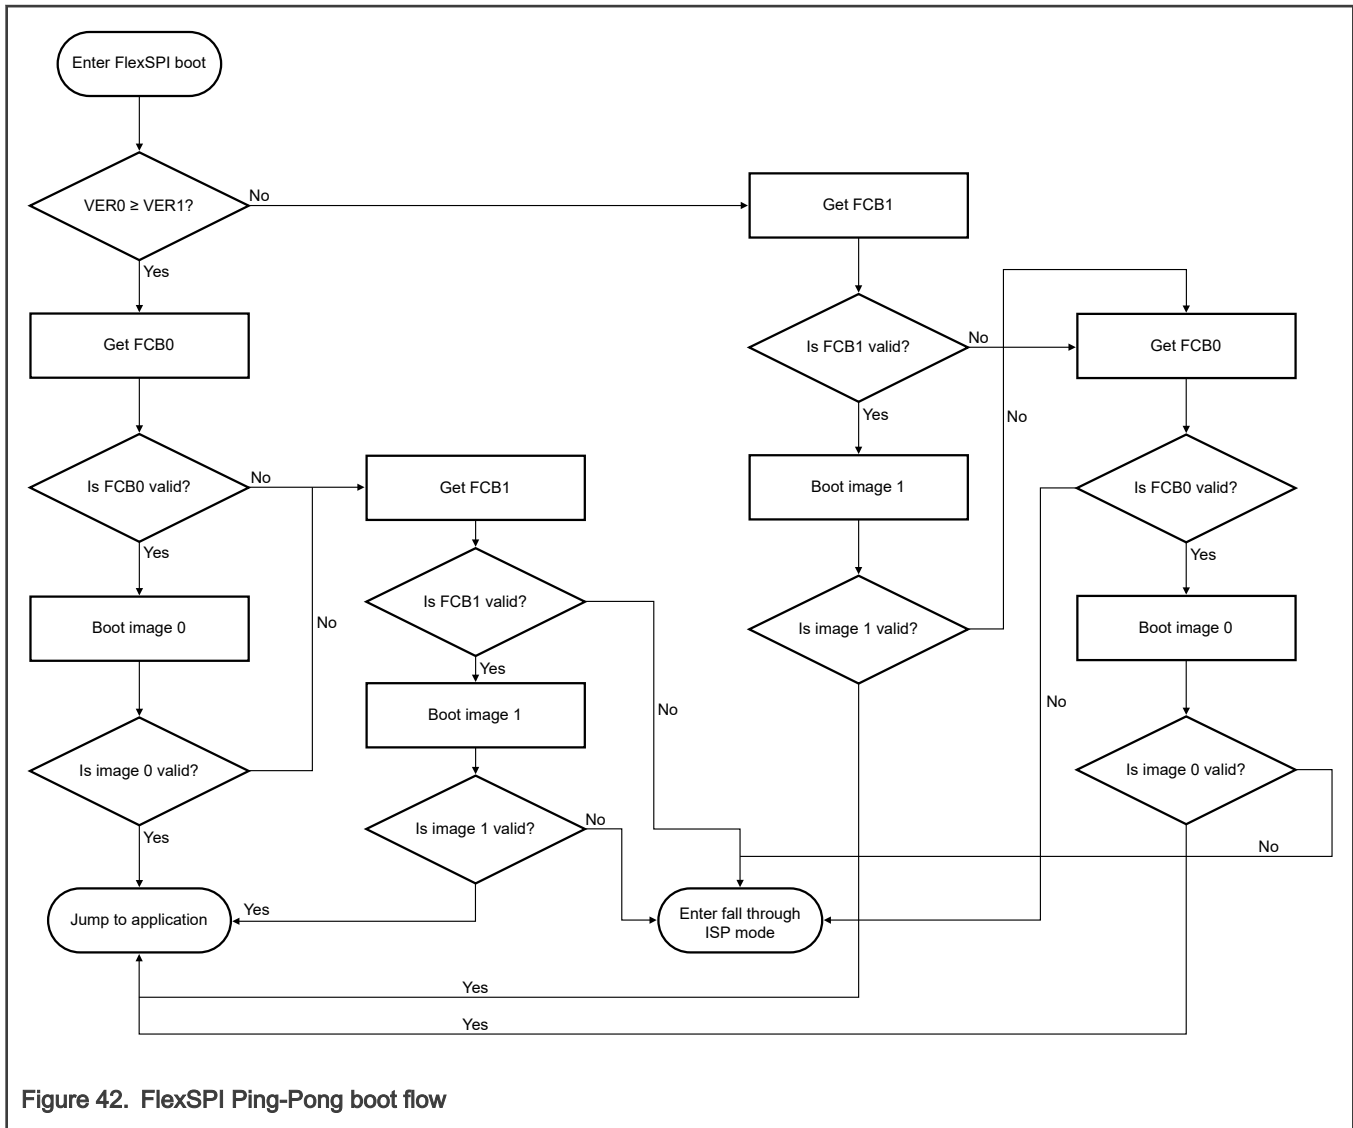 Enter FlexSPI boot
VER0 ≥ VER1?
No
Yes
Get FCB1
Get FCB0
Is FCB1 valid?
No
Get FCB0
Yes
No
Is FCB0 valid?
No
Yes
Get FCB1
Boot image 1
Is FCB0 valid?
Yes
Boot image 0
No
Is FCB1 valid?
Yes
No
Is image 1 valid?
Boot image 0
Boot image 1
No
Is image 0 valid?
Yes
Is image 1 valid?
No
Is image 0 valid?
No
Jump to application
Yes
Enter fall through
ISP mode
Yes
Yes
Figure 42. FlexSPI Ping-Pong boot flow